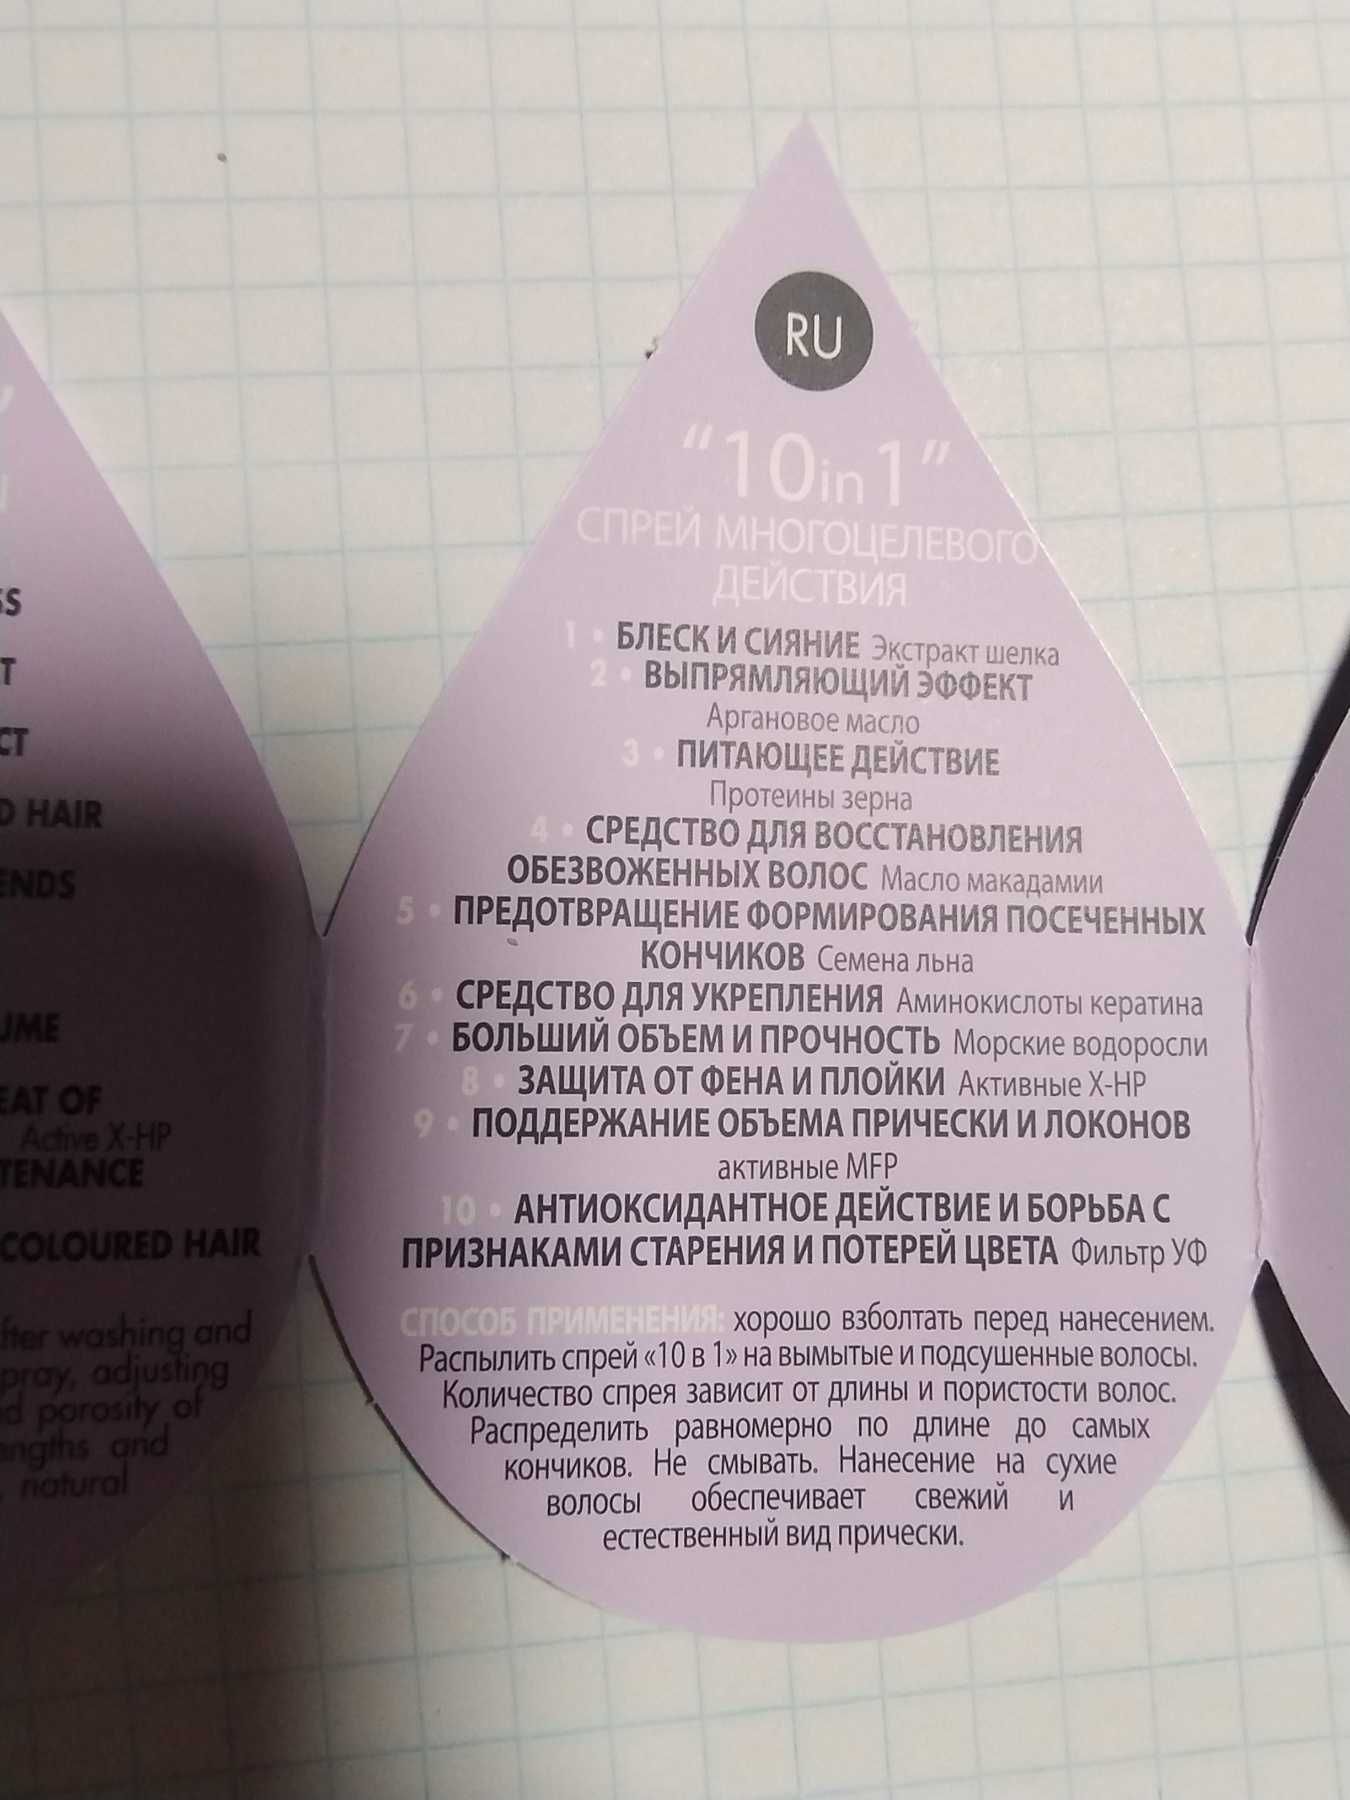 RU
"10in1"
СПРЕЙ МНОГОЦЕЛЕВОГО
ДЕЙСТВИЯ
1 • БЛЕСК И СИЯНИЕ Экстракт шелка
2 • ВЫПРЯМЛЯЮЩИЙ ЭФФЕКТ
Аргановое масло
3 • ПИТАЮЩЕЕ ДЕЙСТВИЕ
Протеины зерна
4 • СРЕДСТВО ДЛЯ ВОССТАНОВЛЕНИЯ
ОБЕЗВОЖЕННЫХ ВОЛОС Масло макадамии
5 • ПРЕДОТВРАЩЕНИЕ ФОРМИРОВАНИЯ ПОСЕЧЕННЫХ
КОНЧИКОВ Семена льна
6 • СРЕДСТВО ДЛЯ УКРЕПЛЕНИЯ Аминокислоты кератина
7 • БОЛЬШИЙ ОБЪЕМ И ПРОЧНОСТЬ Морские водоросли
8 • ЗАЩИТА ОТ ФЕНА И ПЛОЙКИ Активные X-HP
9 • ПОДДЕРЖАНИЕ ОБЪЕМА ПРИЧЕСКИ И ЛОКОНОВ
активные MFP
10 • АНТИОКСИДАНТНОЕ ДЕЙСТВИЕ И БОРЬБА С
ПРИЗНАКАМИ СТАРЕНИЯ И ПОТЕРЕЙ ЦВЕТА Фильтр УФ
СПОСОБ ПРИМЕНЕНИЯ: хорошо взболтать перед нанесением.
Распылить спрей «10 в 1» на вымытые и подсушенные волосы.
Количество спрея зависит от длины и пористости волос.
Распределить равномерно по длине до самых
кончиков. Не смывать. Нанесение на сухие
волосы обеспечивает свежий и
естественный вид прически.
HAIR
ENDS
OF
Active X-HP
COLOURED HAIR
washing and
adjusting
porosity of
and
natural